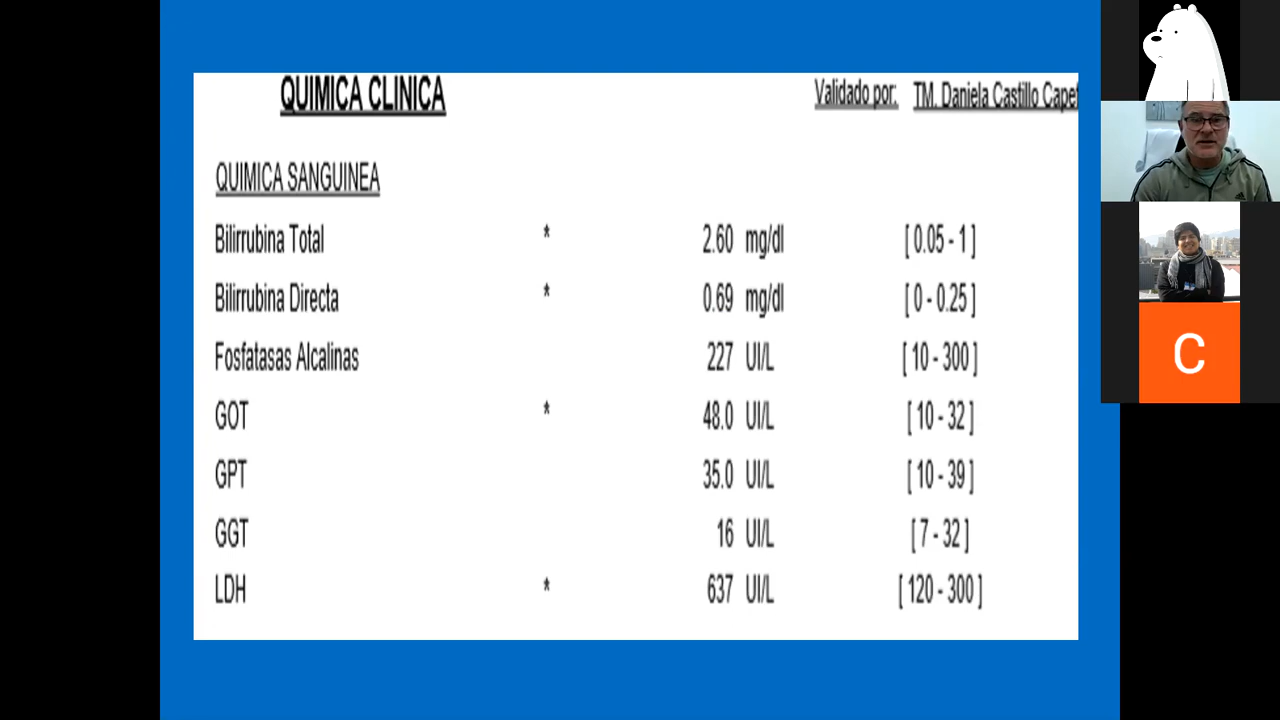 QUIMICA CLINICA Validado por: TM. Daniela Castillo
QUIMICA SANGUINEA
Bilirrubina Total * 2.60 mg/dl [ 0.05 - 1 ]
Bilirrubina Directa * 0.69 mg/dl [ 0 - 0.25 ]
Fosfatasas Alcalinas 227 UI/L [ 10 - 300 ]
GOT * 48.0 UI/L [ 10 - 32 ]
GPT 35.0 UI/L [ 10 - 39 ]
GGT 16 UI/L [ 7 - 32 ]
LDH * 637 UI/L [ 120 - 300 ]
C